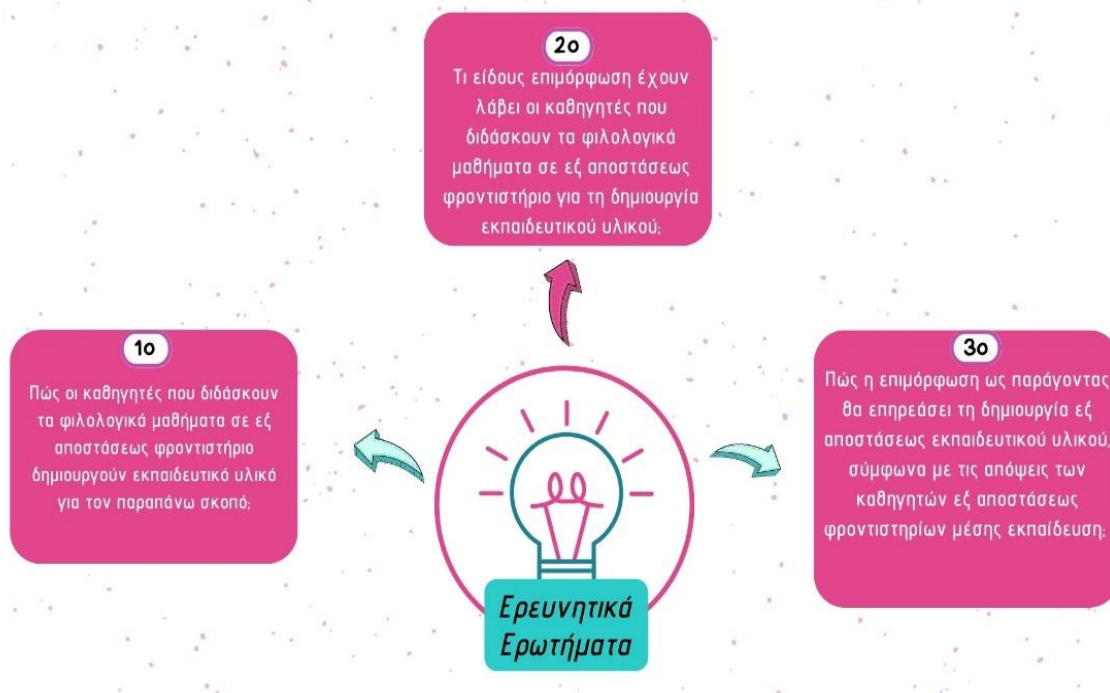 2ο
Τι είδους επιμόρφωση έχουν
λάβει οι καθηγητές που
διδάσκουν τα φιλολογικά
μαθήματα σε εξ αποστάσεως
φροντιστήριο για τη δημιουργία
εκπαιδευτικού υλικού;
1ο
Πώς οι καθηγητές που διδάσκουν
τα φιλολογικά μαθήματα σε εξ
αποστάσεως φροντιστήριο
δημιουργούν εκπαιδευτικό υλικό
για τον παραπάνω σκοπό;
3ο
Πώς η επιμόρφωση ως παράγοντας
θα επηρεάσει τη δημιουργία εξ
αποστάσεως εκπαιδευτικού υλικού,
σύμφωνα με τις απόψεις των
καθηγητών εξ αποστάσεως
φροντιστηρίων μέσης εκπαίδευση;
Ερευνητικά
Ερωτήματα